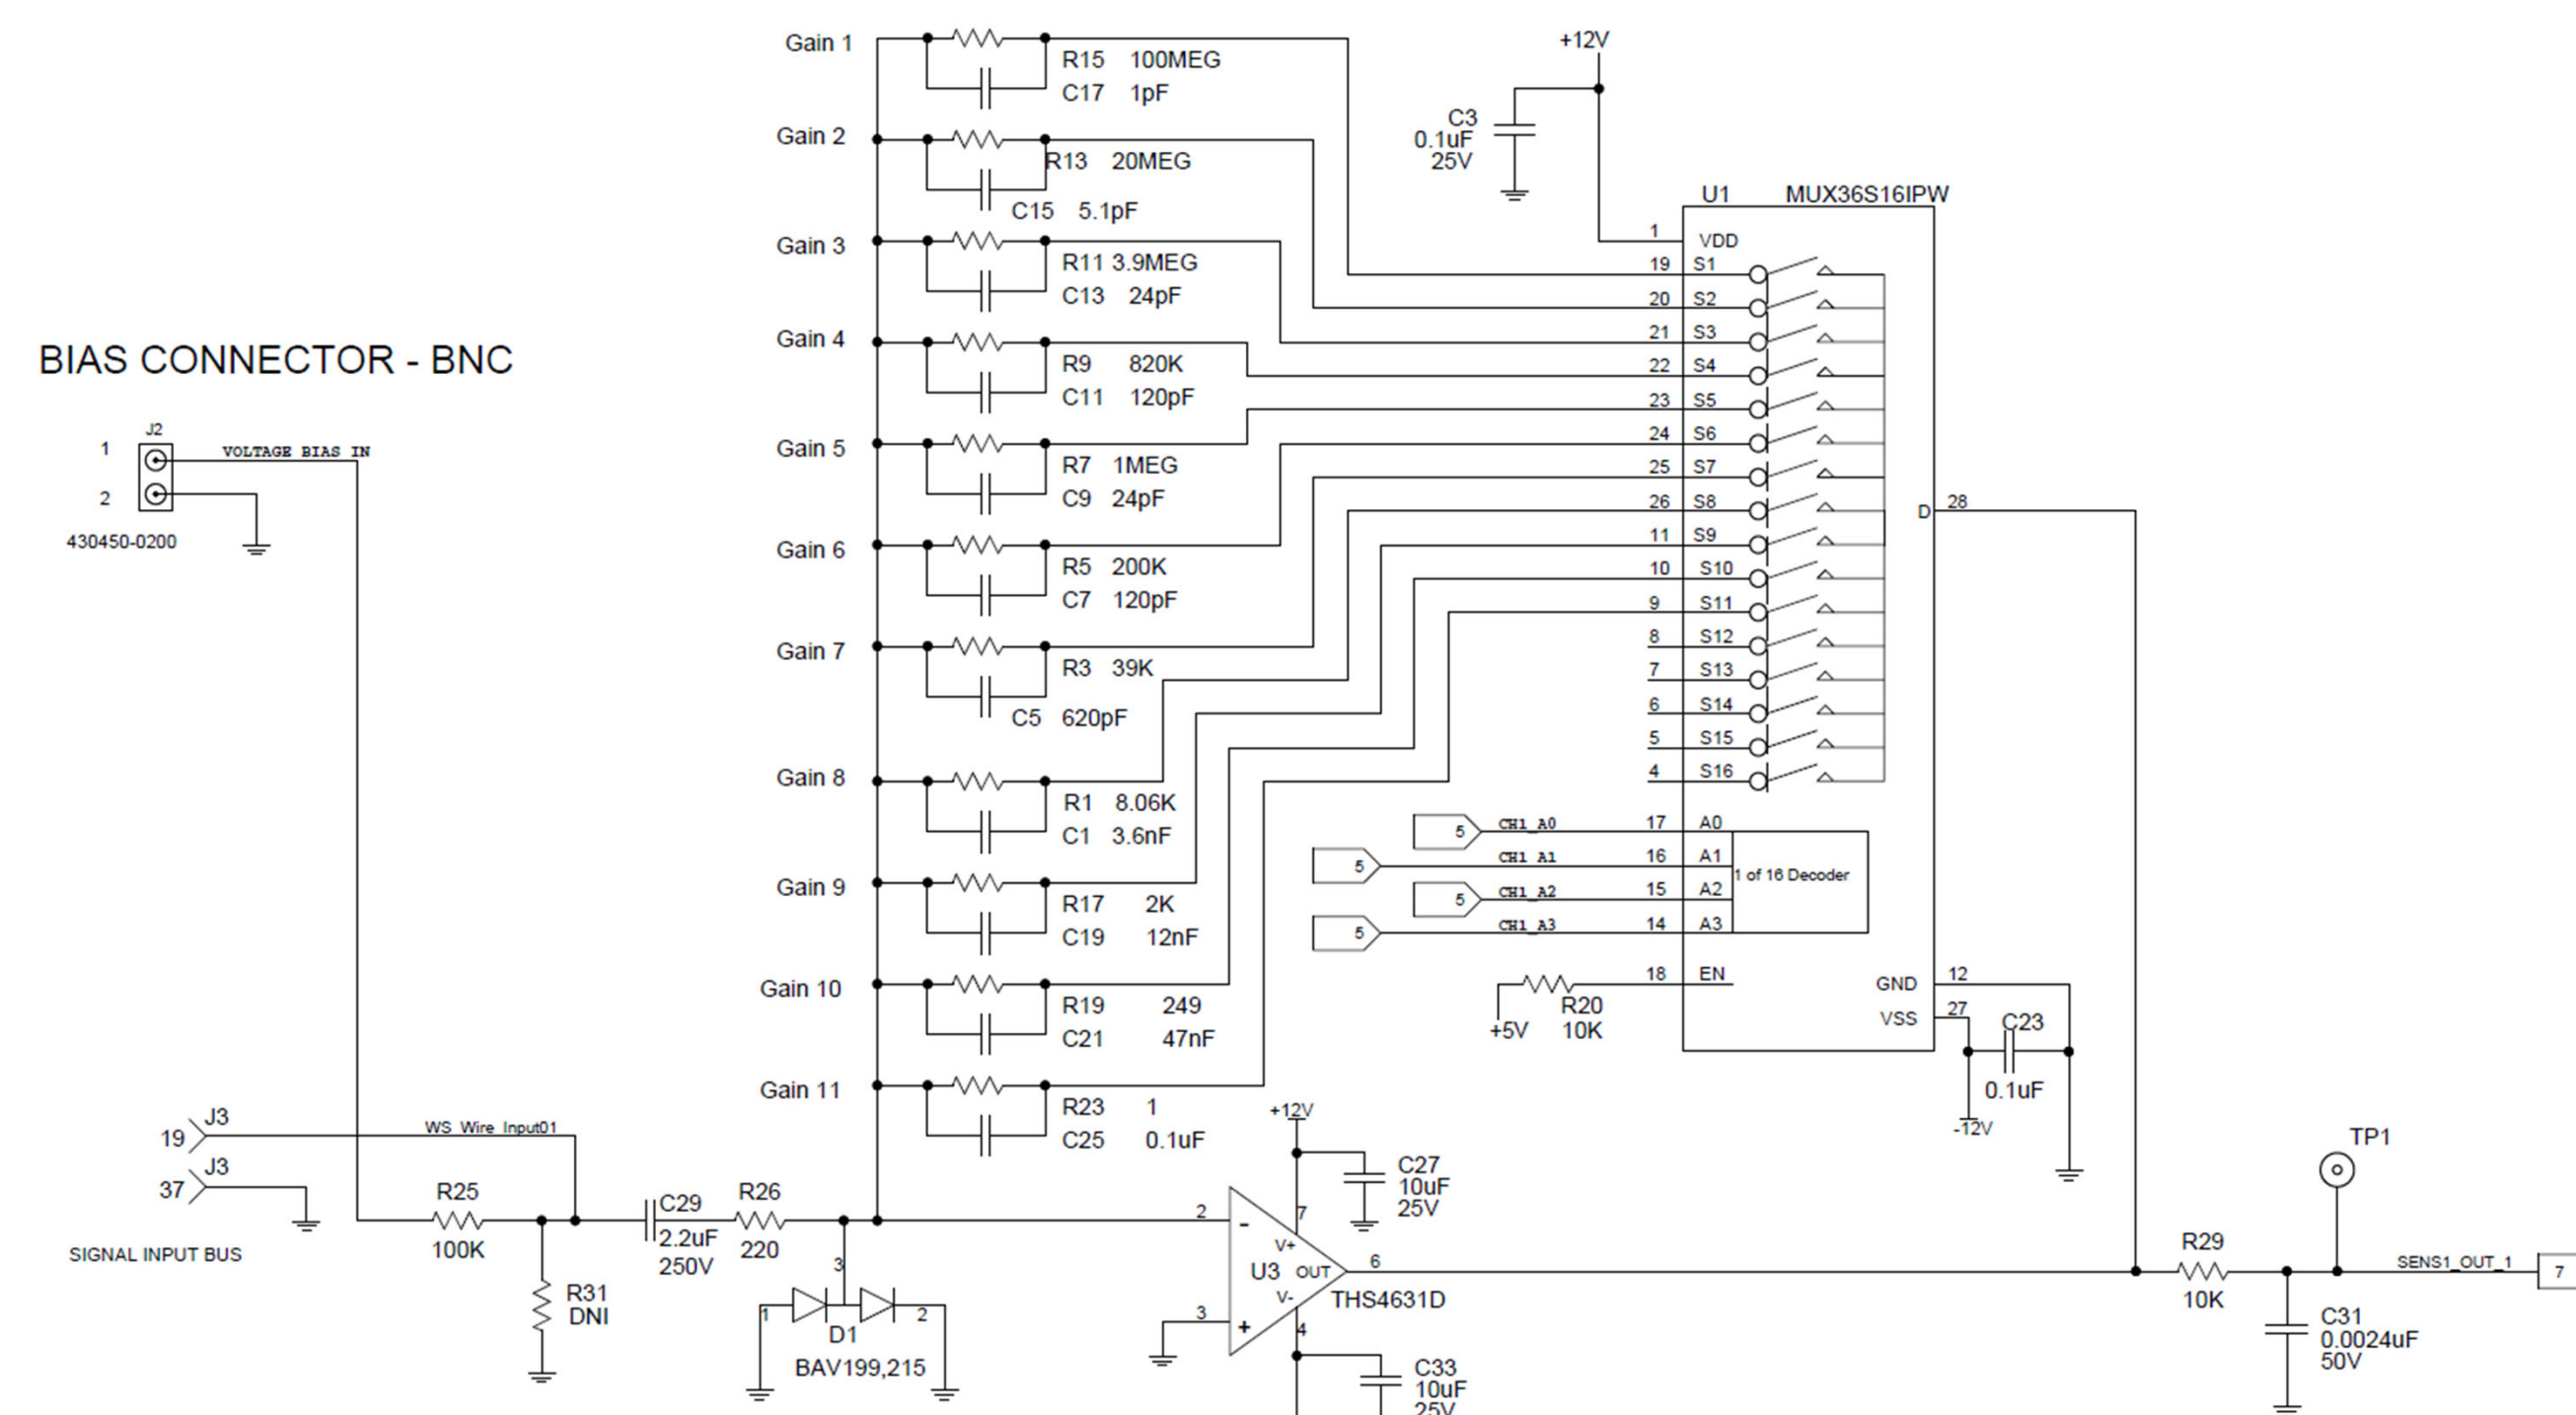 Gain 1
R15 100MEG
C17 1pF
Gain 2
R13 20MEG
C15 5.1pF
Gain 3
R11 3.9MEG
C13 24pF
Gain 4
R9 820K
C11 120pF
Gain 5
R7 1MEG
C9 24pF
Gain 6
R5 200K
C7 120pF
Gain 7
R3 39K
C5 620pF
Gain 8
R1 8.06K
C1 3.6nF
Gain 9
R17 2K
C19 12nF
Gain 10
R19 249
C21 47nF
Gain 11
R23 1
C25 0.1uF
+12V
C3
0.1uF
25V
U1 MUX36S16IPW
1 VDD
19 S1
20 S2
21 S3
22 S4
23 S5
24 S6
25 S7
26 S8
11 S9
10 S10
9 S11
8 S12
7 S13
6 S14
5 S15
4 S16
D 28
5 CH1_A0 17 A0
5 CH1_A1 16 A1
5 CH1_A2 15 A2
5 CH1_A3 14 A3
1 of 16 Decoder
18 EN
R20
10K
+5V
GND 12
VSS 27
C23
0.1uF
-12V
BIAS CONNECTOR - BNC
J2
1
2
VOLTAGE BIAS IN
430450-0200
19 J3
WS_Wire_Input01
37 J3
SIGNAL INPUT BUS
R25
100K
R31
DNI
C29
2.2uF
250V
R26
220
3
1
2
D1
BAV199,215
+12V
C27
10uF
25V
2
-
7
V+
U3 OUT
6
V-
THS4631D
3
+
4
C33
10uF
25V
R29
10K
TP1
SENS1_OUT_1
7
C31
0.0024uF
50V